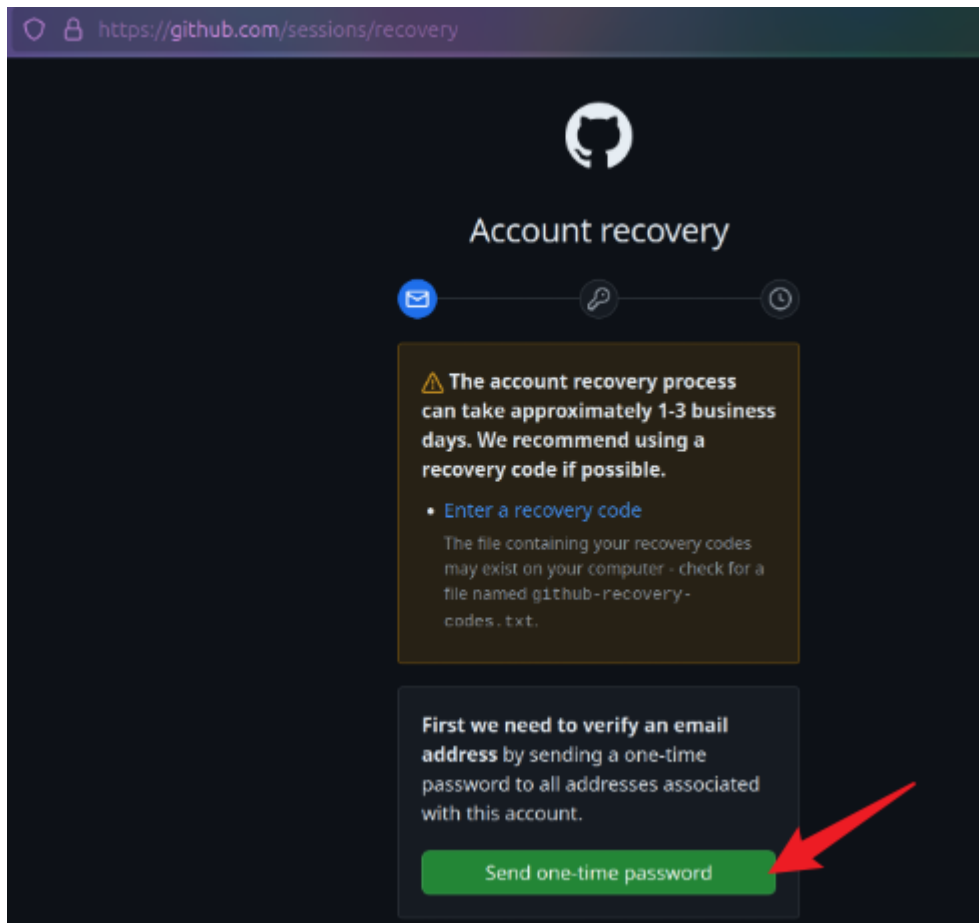 https://github.com/sessions/recovery
Account recovery
The account recovery process
can take approximately 1-3 business
days. We recommend using a
recovery code if possible.
• Enter a recovery code
The file containing your recovery codes
may exist on your computer - check for a
file named github-recovery-
codes.txt.
First we need to verify an email
address by sending a one-time
password to all addresses associated
with this account.
Send one-time password